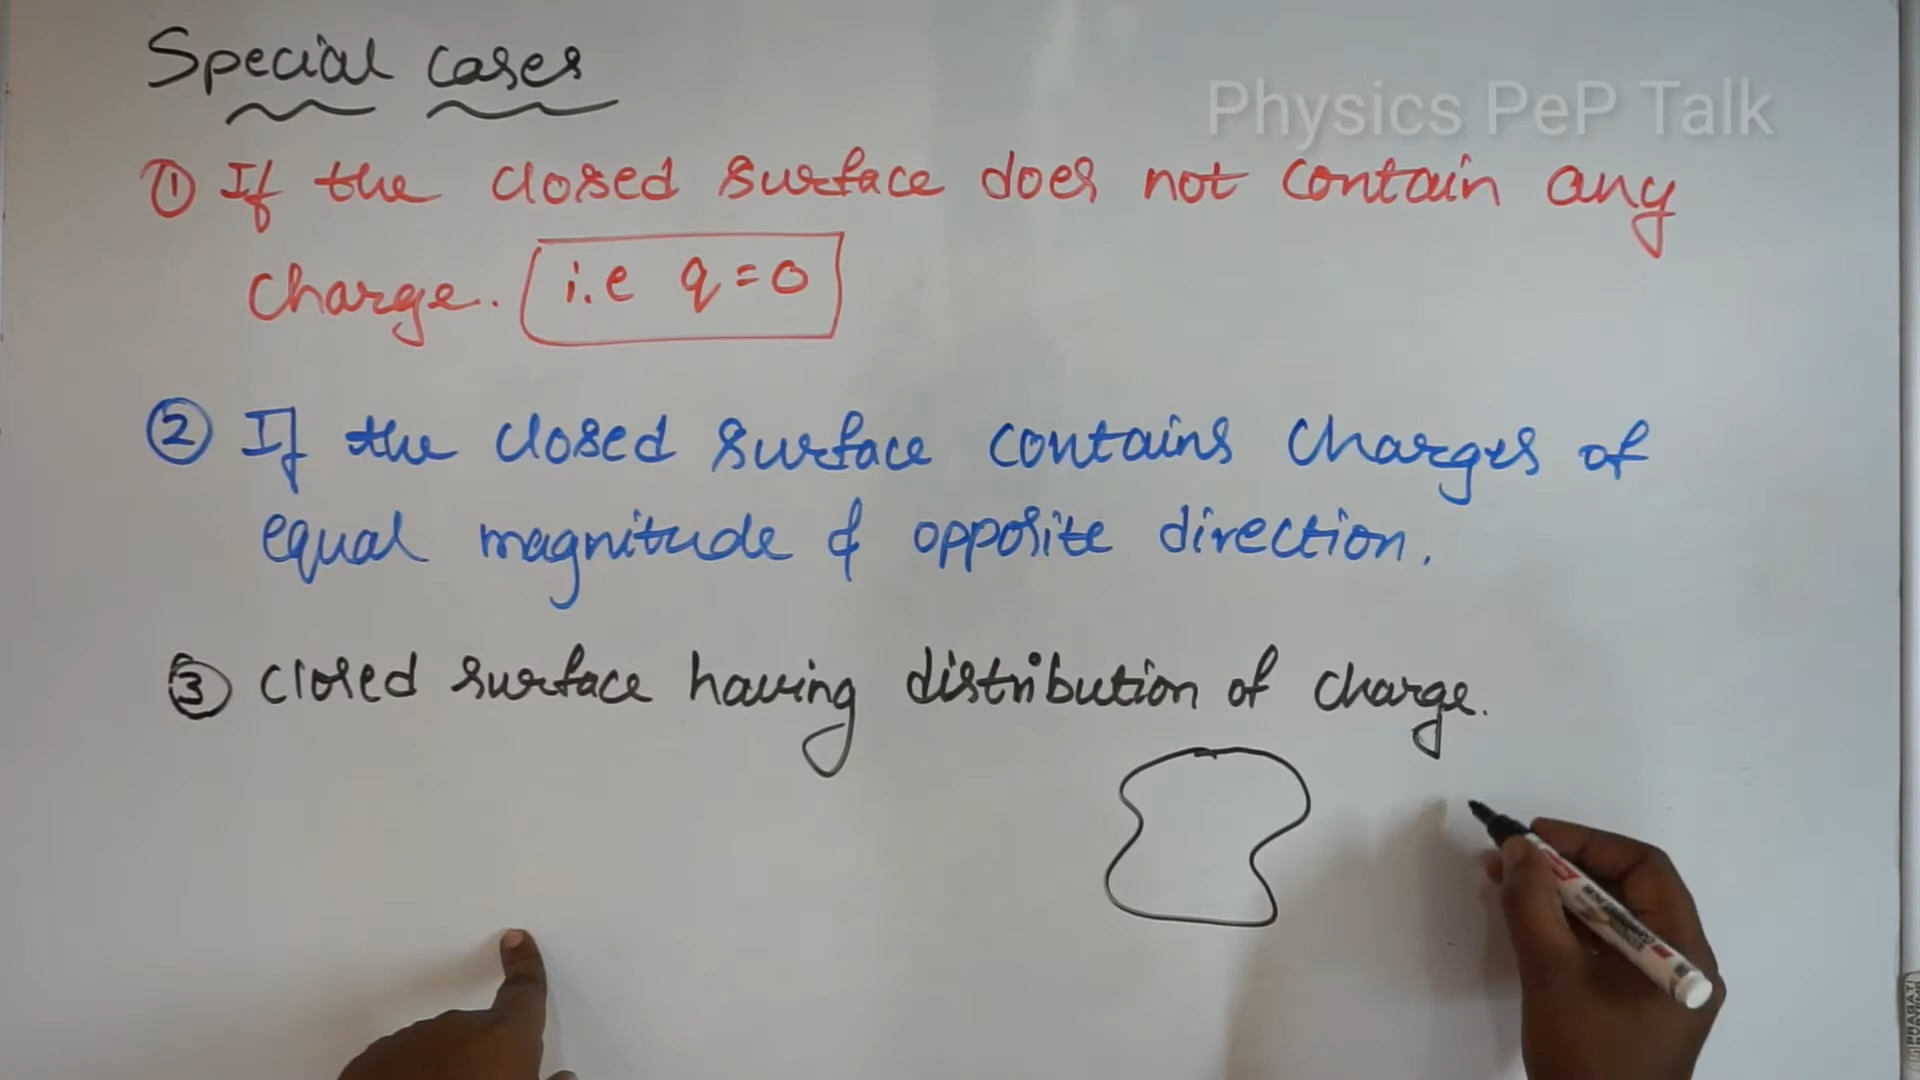 Special cases
Physics PeP Talk
① If the closed surface does not contain any
charge. i.e q=0
② If the closed surface contains charges of
equal magnitude & opposite direction.
③ closed surface having distribution of charge.